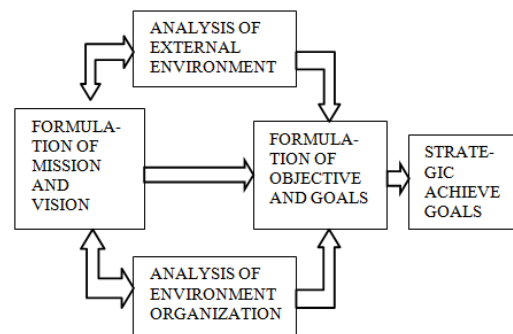 ANALYSIS OF
EXTERNAL
ENVIRONMENT
FORMULA-
TION OF
MISSION
AND
VISION
FORMULA-
TION OF
OBJECTIVE
AND GOALS
STRATE-
GIC
ACHIEVE
GOALS
ANALYSIS OF
ENVIRONMENT
ORGANIZATION